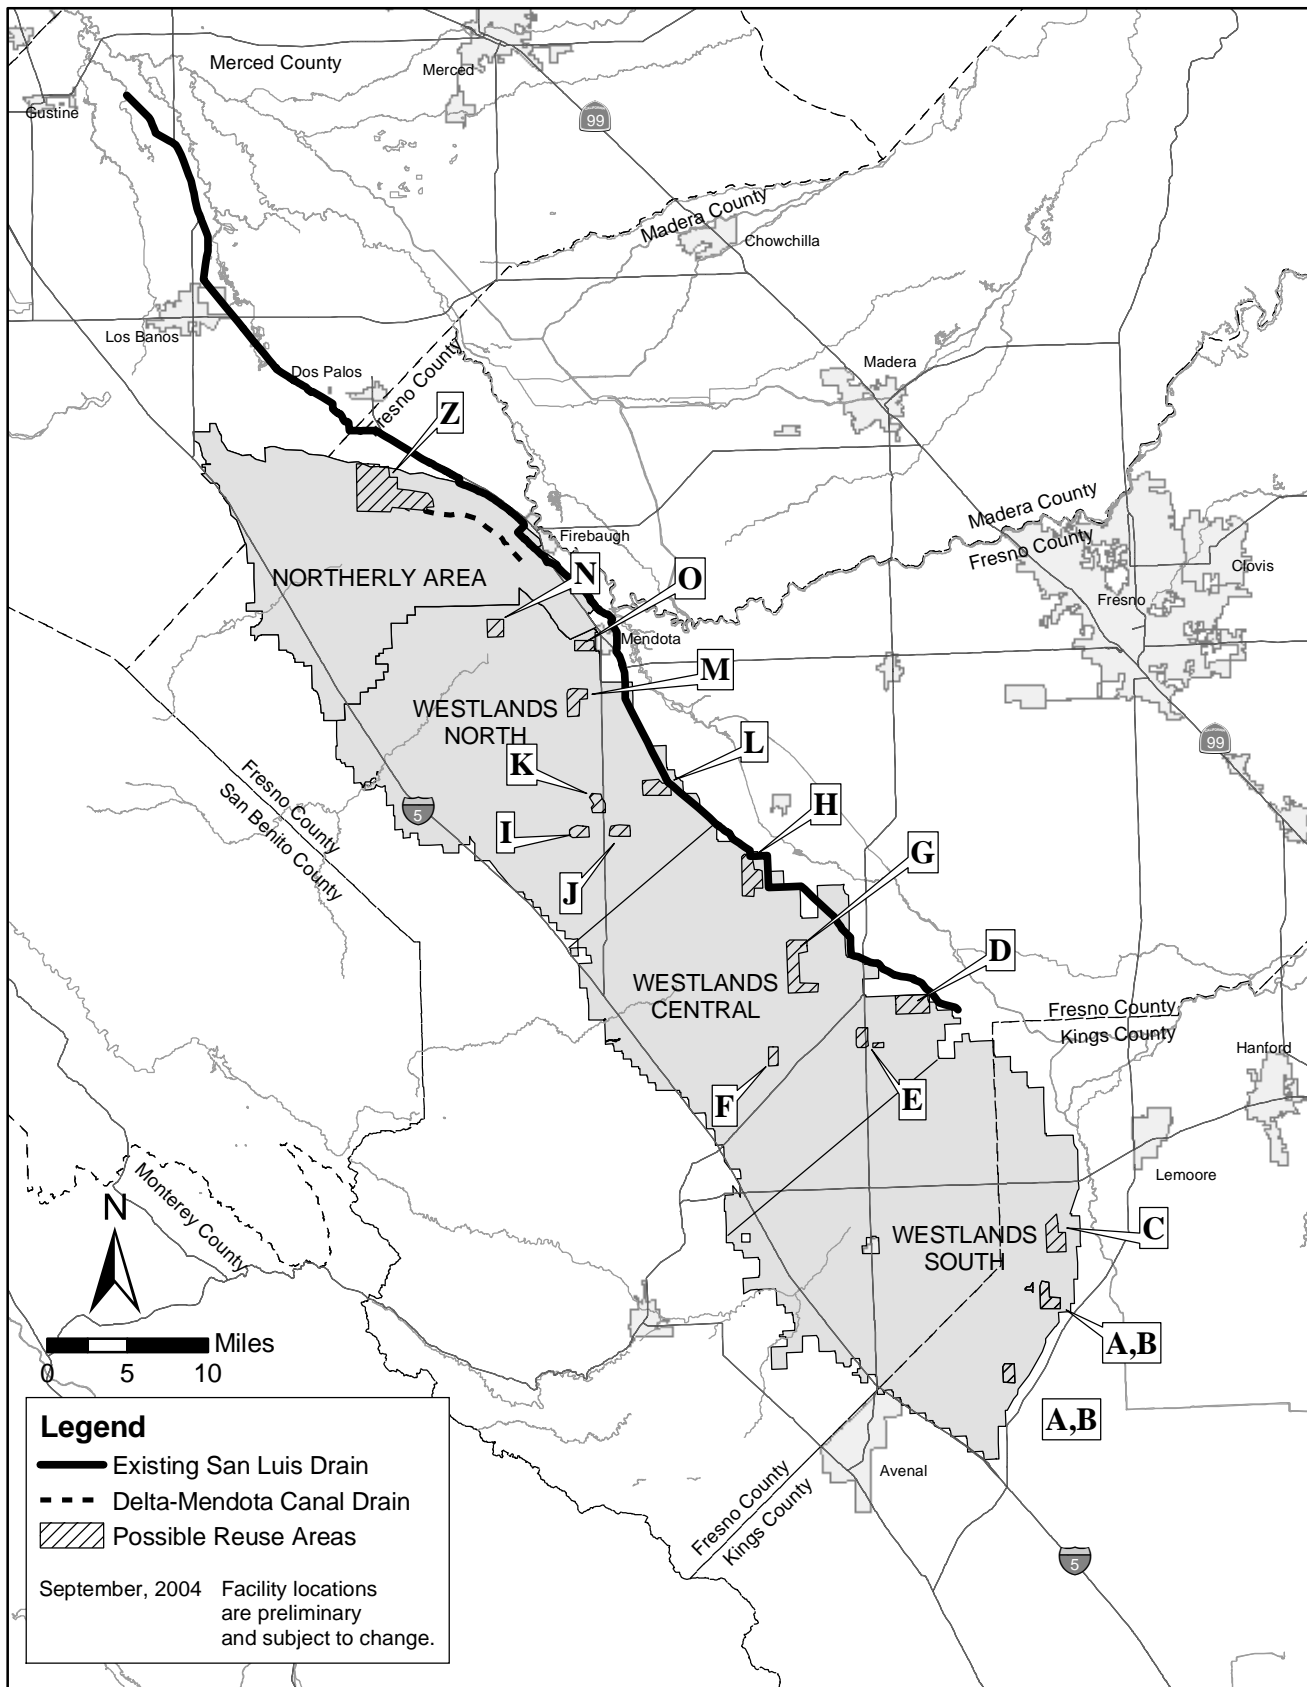 Merced County
Merced
Gustine
99
Madera County
Chowchilla
Los Banos
Dos Palos
Fresno County
Madera
Z
Madera County
Fresno County
Clovis
Fresno
Firebaugh
NORTHERLY AREA
N
O
Mendota
M
WESTLANDS
NORTH
L
K
99
Fresno County
San Benito County
5
H
I
G
J
D
WESTLANDS
CENTRAL
Fresno County
Kings County
Hanford
F
E
Lemoore
Monterey County
N
C
WESTLANDS
SOUTH
A,B
Miles
0 5 10
A,B
Avenal
Fresno County
Kings County
5
Legend
Existing San Luis Drain
Delta-Mendota Canal Drain
Possible Reuse Areas
September, 2004 Facility locations
are preliminary
and subject to change.